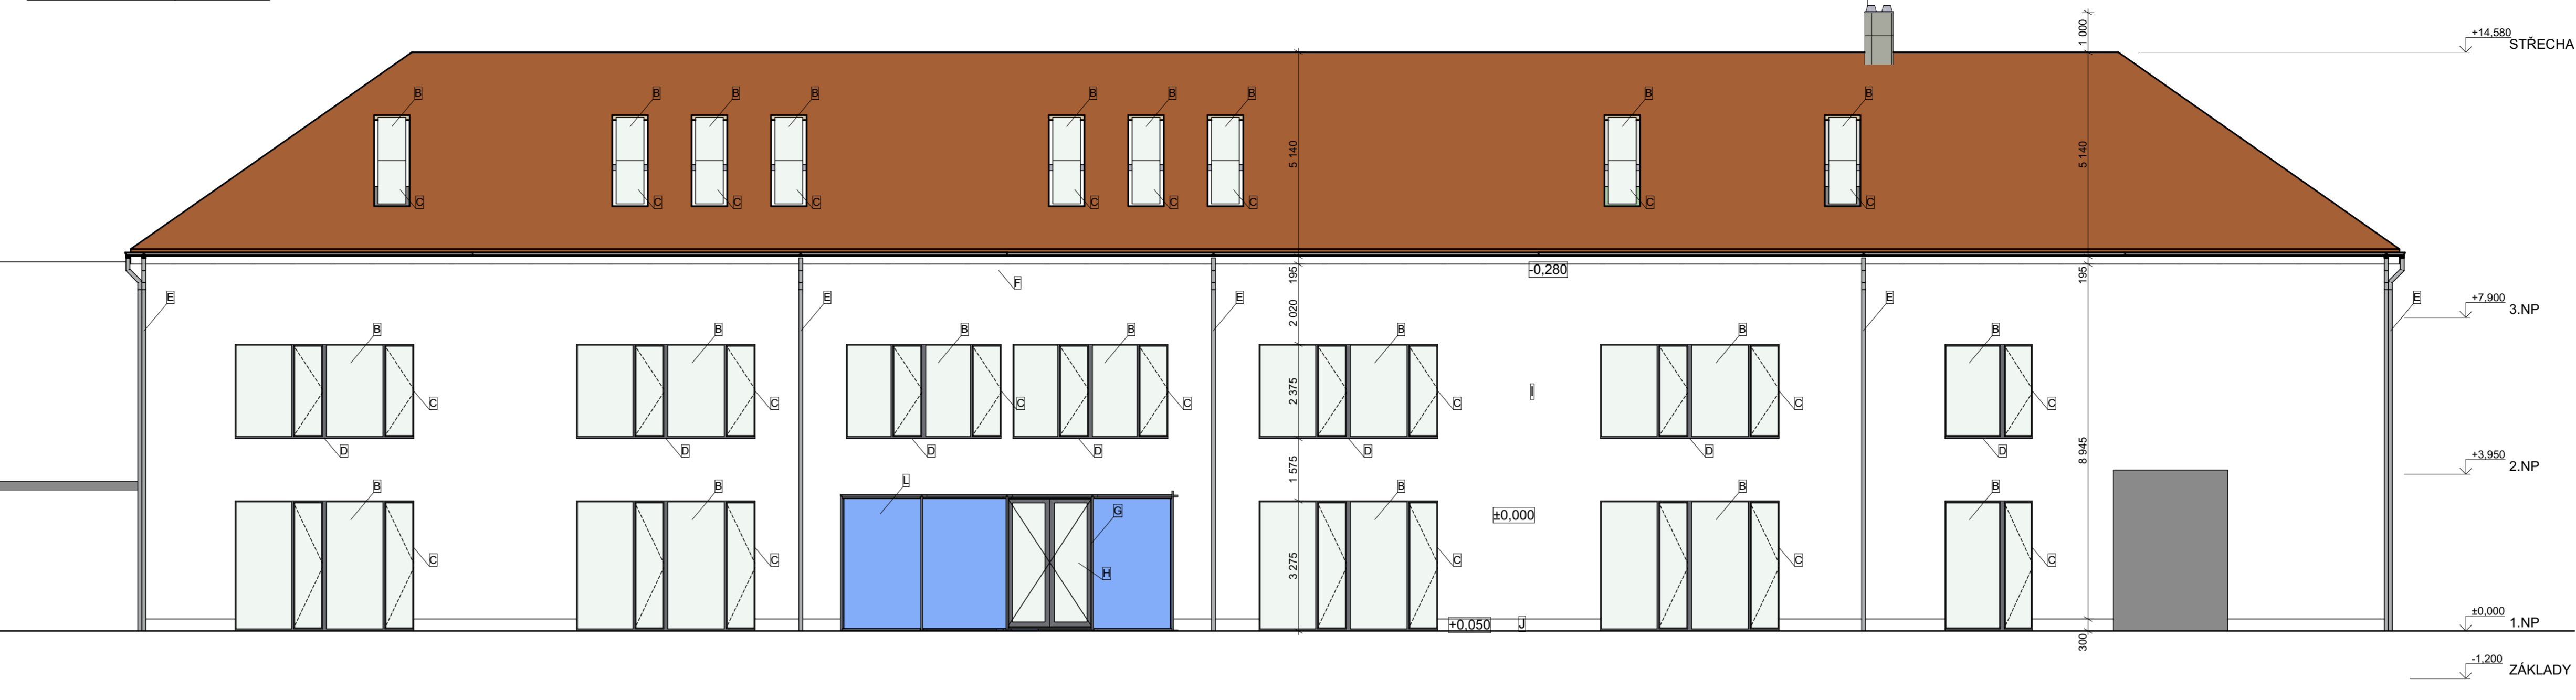 1 000
+14,580
STŘECHA
B B B B B B B B B
5 140 5 140
C C C C C C C C C
-0,280
195 195
F
E E E E E
+7,900
3.NP
2 020
B B B B B B B
2 375
I
C C C C C C C
D D D D D D D
8 945
+3,950
2.NP
1 575
L
B B B B B
G
±0,000
C C C C C
3 275
H
+0,050
J
±0,000
1.NP
300
-1,200
ZÁKLADY